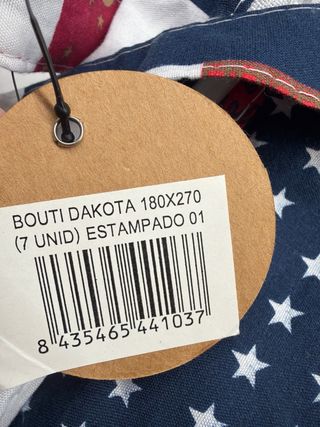 BOUTI DAKOTA 180X270
(7 UNID) ESTAMPADO 01
8 435465 441037